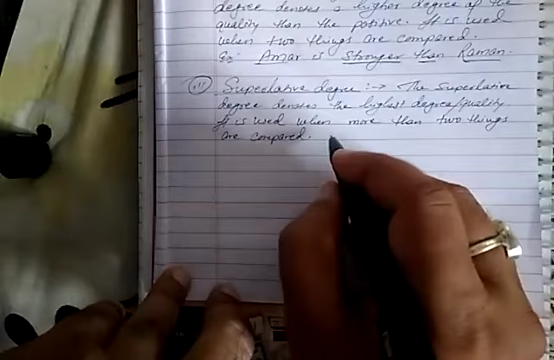 degree denotes a higher degree of the
quality than the positive. It is used
when two things are compared.
Ex:- Amar is Stronger than Raman.
(iii) Superlative degree :→ The Superlative
degree denotes the highest degree/quality.
It is used when more than two things
are compared.